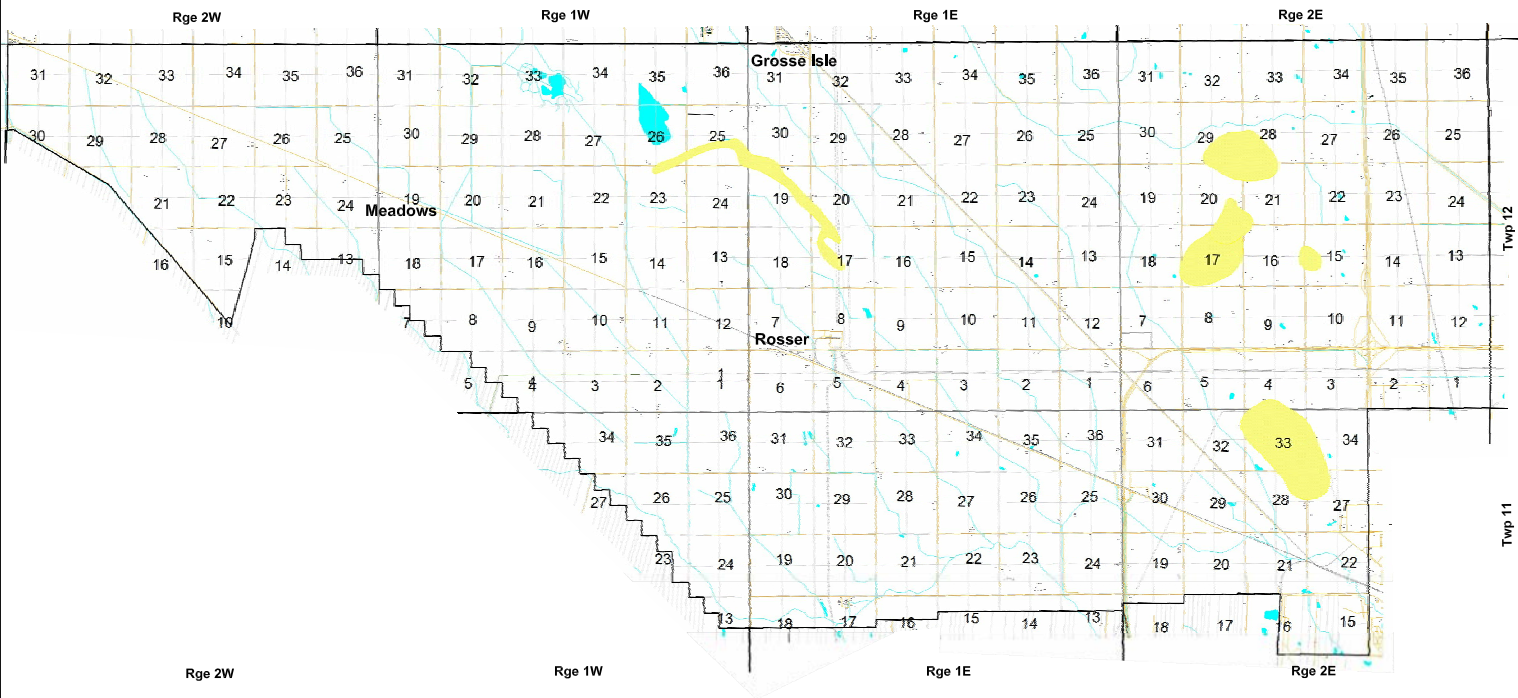 Rge 2W Rge 1W Rge 1E Rge 2E
Grosse Isle
31 32 33 34 35 36 31 32 33 34 35 36 31 32 33 34 35 36 31 32 33 34 35 36
30 29 28 27 26 25 30 29 28 27 26 25 30 29 28 27 26 25 30 29 28 27 26 25
21 22 23 24 19 20 21 22 23 24 19 20 21 22 23 24 19 20 21 22 23 24
Meadows
Twp 12
16 15 14 13 18 17 16 15 14 13 18 17 16 15 14 13 18 17 16 15 14 13
10 7 8 9 10 11 12 7 8 9 10 11 12 7 8 9 10 11 12
Rosser
5 4 3 2 1 1 6 5 4 3 2 1 6 5 4 3 2 1
34 35 36 31 32 33 34 35 36 31 32 33 34
27 26 25 30 29 28 27 26 25 30 29 28 27
Twp 11
23 24 19 20 21 22 23 24 19 20 21 22
13 18 17 16 15 14 13 18 17 16 15
Rge 2W Rge 1W Rge 1E Rge 2E